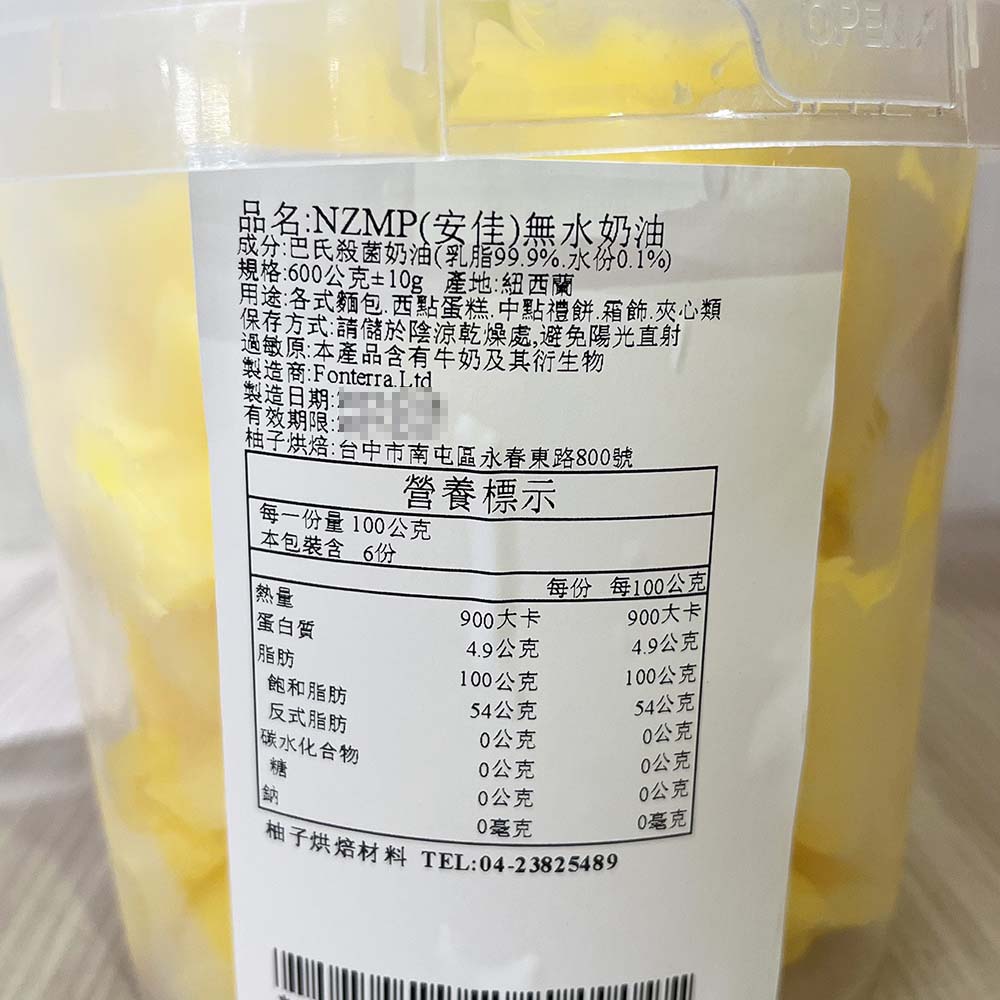 OPEN
品名:NZMP(安佳)無水奶油
成分:巴氏殺菌奶油(乳脂99.9%.水份0.1%)
規格:600公克±10g 產地:紐西蘭
用途:各式麵包.西點蛋糕.中點禮餅.霜飾.夾心類
保存方式:請儲於陰涼乾燥處,避免陽光直射
過敏原:本產品含有牛奶及其衍生物
製造商:Fonterra.Ltd
製造日期:
有效期限:
柚子烘焙:台中市南屯區永春東路800號
營養標示
每一份量 100公克
本包裝含 6份
每份 每100公克
熱量 900大卡 900大卡
蛋白質 4.9公克 4.9公克
脂肪 100公克 100公克
飽和脂肪 54公克 54公克
反式脂肪 0公克 0公克
碳水化合物 0公克 0公克
糖 0公克 0公克
鈉 0毫克 0毫克
柚子烘焙材料 TEL:04-23825489